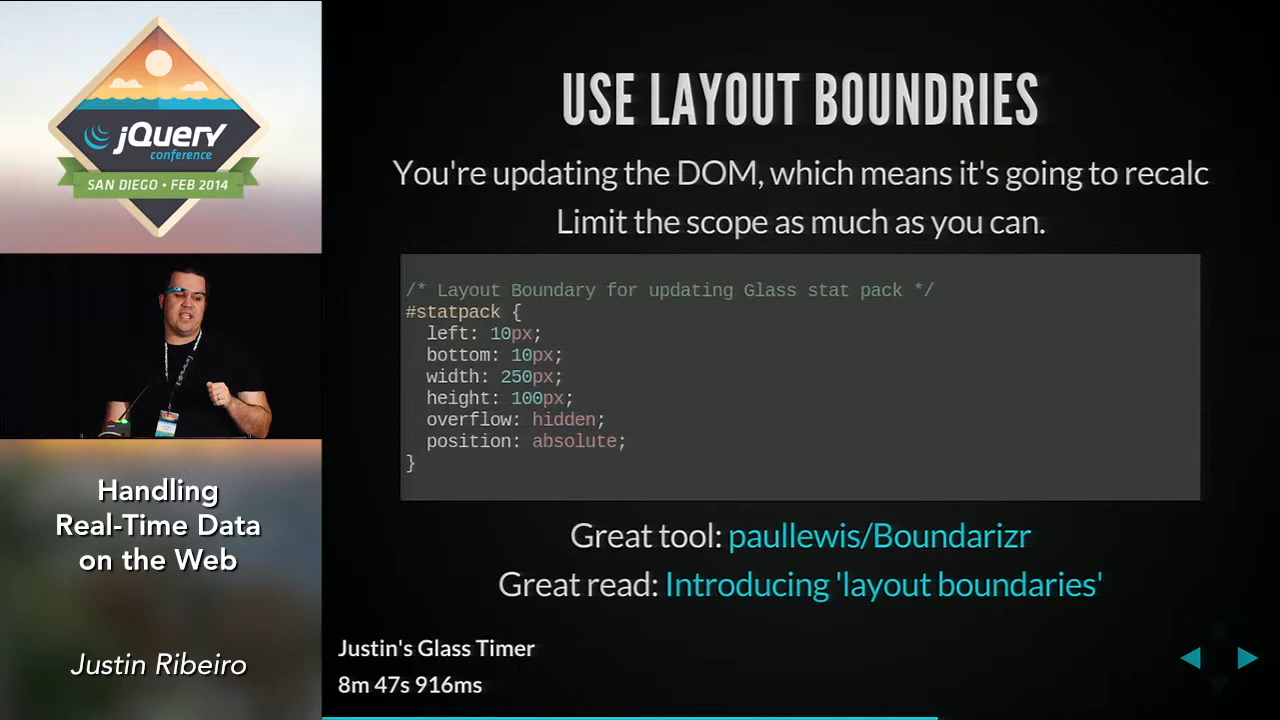 jQuery
conference
SAN DIEGO • FEB 2014
Handling
Real-Time Data
on the Web
Justin Ribeiro
USE LAYOUT BOUNDRIES
You're updating the DOM, which means it's going to recalc
Limit the scope as much as you can.
/* Layout Boundary for updating Glass stat pack */
#statpack {
  left: 10px;
  bottom: 10px;
  width: 250px;
  height: 100px;
  overflow: hidden;
  position: absolute;
}
Great tool: paullewis/Boundarizr
Great read: Introducing 'layout boundaries'
Justin's Glass Timer
8m 47s 916ms